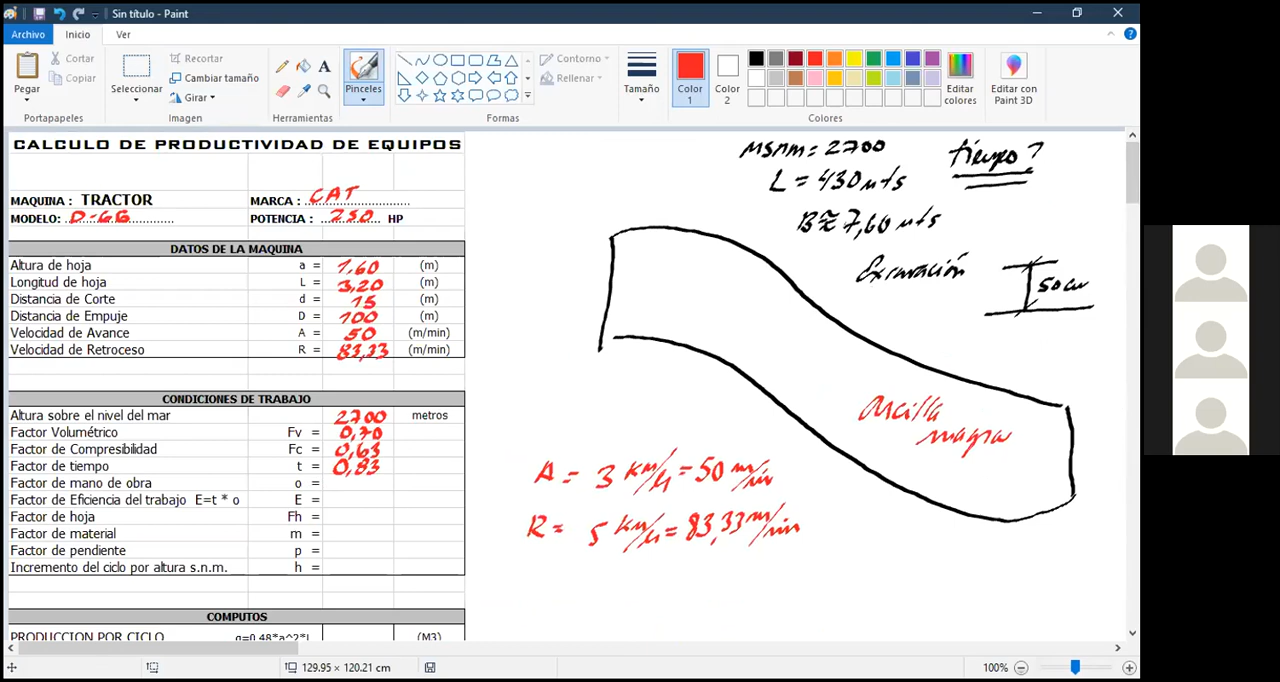 Sin título - Paint
Archivo Inicio Ver
Pegar
Cortar
Copiar
Portapapeles
Seleccionar
Recortar
Cambiar tamaño
Girar
Imagen
Herramientas
Pinceles
Formas
Contorno
Rellenar
Tamaño
Color 1
Color 2
Colores
Editar colores
Editar con Paint 3D
CALCULO DE PRODUCTIVIDAD DE EQUIPOS
MAQUINA : TRACTOR MARCA : CAT
MODELO: D-6G POTENCIA : 250 HP
DATOS DE LA MAQUINA
Altura de hoja a = 1,60 (m)
Longitud de hoja L = 3,20 (m)
Distancia de Corte d = 15 (m)
Distancia de Empuje D = 100 (m)
Velocidad de Avance A = 50 (m/min)
Velocidad de Retroceso R = 83,33 (m/min)
CONDICIONES DE TRABAJO
Altura sobre el nivel del mar 2700 metros
Factor Volumétrico Fv = 0,70
Factor de Compresibilidad Fc = 0,63
Factor de tiempo t = 0,83
Factor de mano de obra o =
Factor de Eficiencia del trabajo E=t * o E =
Factor de hoja Fh =
Factor de material m =
Factor de pendiente p =
Incremento del ciclo por altura s.n.m. h =
COMPUTOS
PRODUCCION POR CICLO q=0.48*a^2*L (M3)
MSNM = 2700
tiempo ?
L = 430 mts
B ≈ 7,60 mts
Excavación
50 cm
Arcilla
magra
A = 3 KM/H = 50 m/min
R = 5 KM/H = 83,33 m/min
129.95 × 120.21 cm
100%